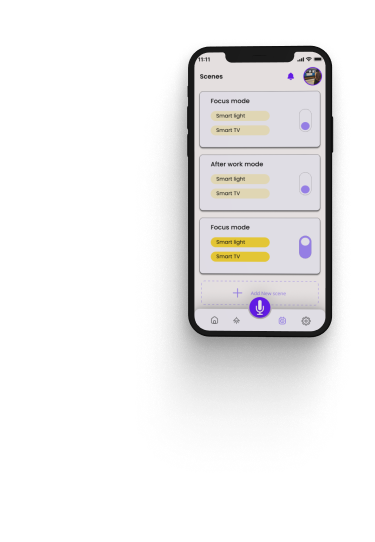 11:11
Scenes
Focus mode
Smart light
Smart TV
After work mode
Smart light
Smart TV
Focus mode
Smart light
Smart TV
Add new scene